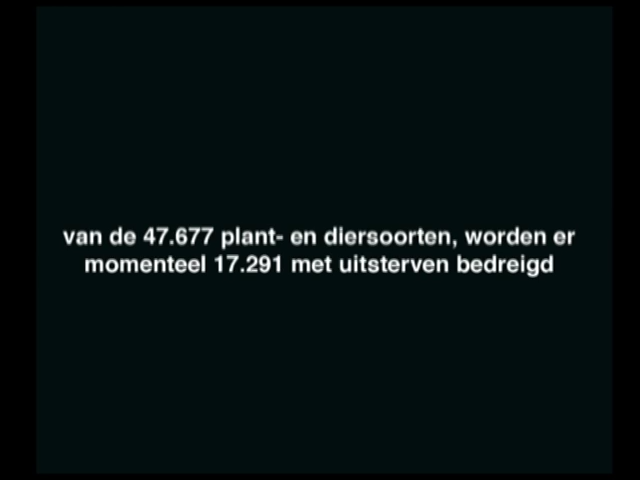 van de 47.677 plant- en diersoorten, worden er
momenteel 17.291 met uitsterven bedreigd